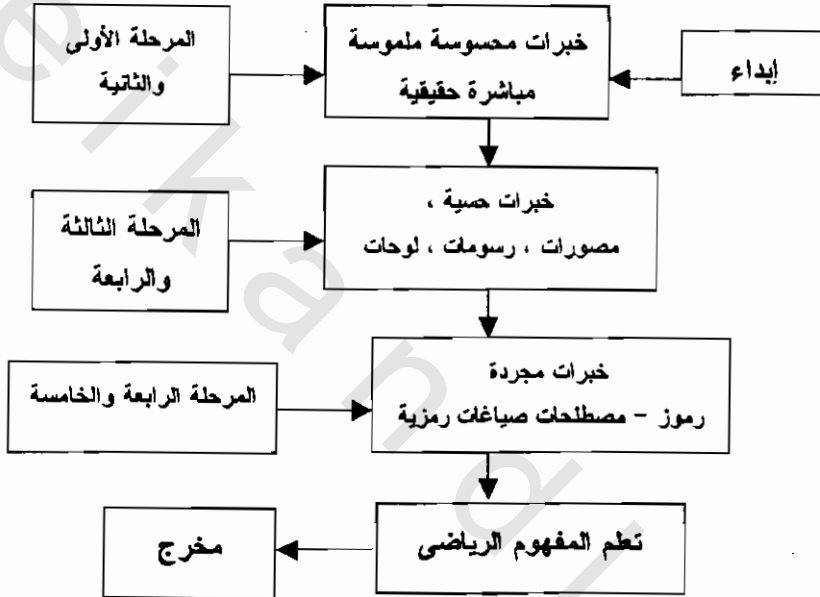 المرحلة الأولى
والثانية
خبرات محسوسة ملموسة
مباشرة حقيقية
إبداء
المرحلة الثالثة
والرابعة
خبرات حسية ،
مصورات ، رسومات ، لوحات
المرحلة الرابعة والخامسة
خبرات مجردة
رموز – مصطلحات صياغات رمزية
تعلم المفهوم الرياضى
مخرج